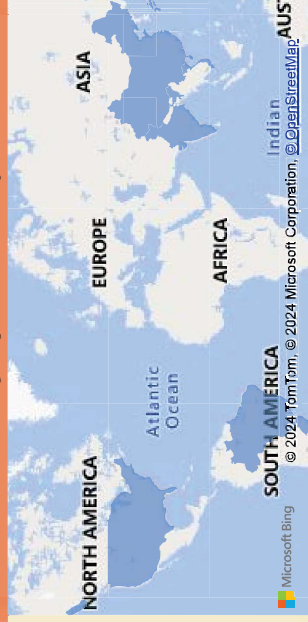 ASIA
NORTH AMERICA
EUROPE
Atlantic
Ocean
AFRICA
Indian
SOUTH AMERICA
AUS
Microsoft Bing
© 2024 TomTom, © 2024 Microsoft Corporation, © OpenStreetMap